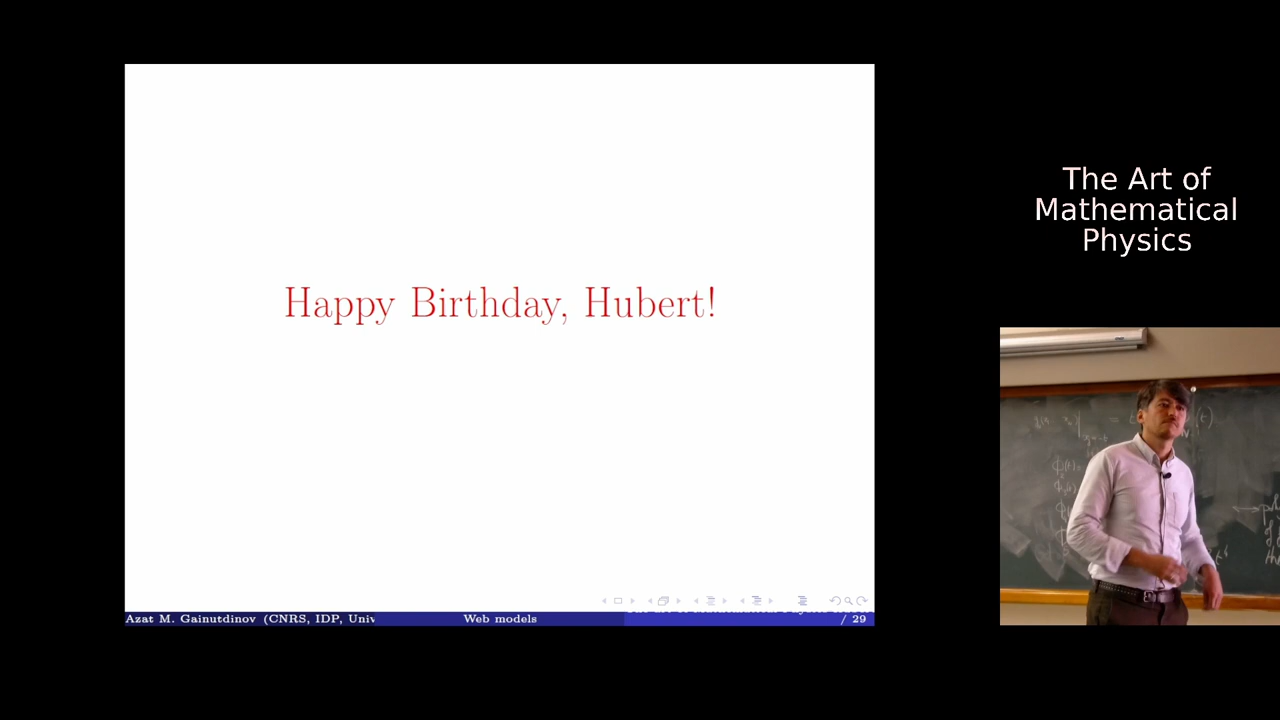 Happy Birthday, Hubert!
Azat M. Gainutdinov (CNRS, IDP, Univ
Web models
/ 29
The Art of
Mathematical
Physics